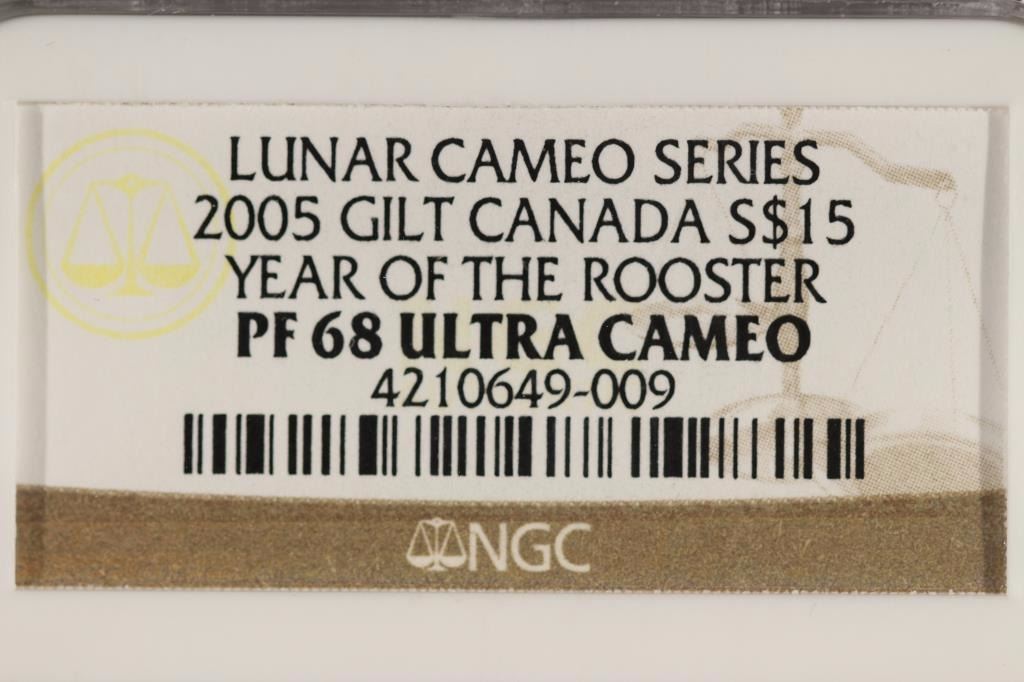 LUNAR CAMEO SERIES
2005 GILT CANADA S$15
YEAR OF THE ROOSTER
PF 68 ULTRA CAMEO
4210649-009
NGC